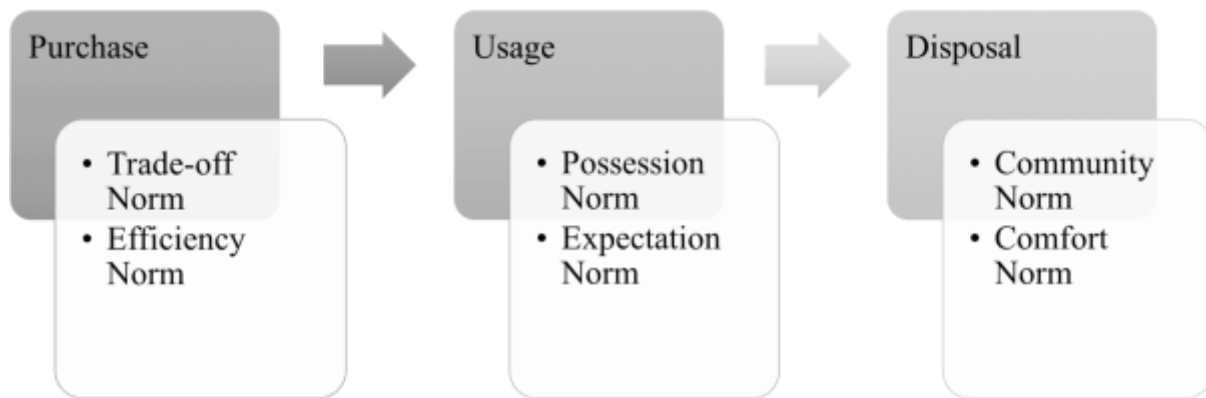 Purchase
• Trade-off
Norm
• Efficiency
Norm
Usage
• Possession
Norm
• Expectation
Norm
Disposal
• Community
Norm
• Comfort
Norm